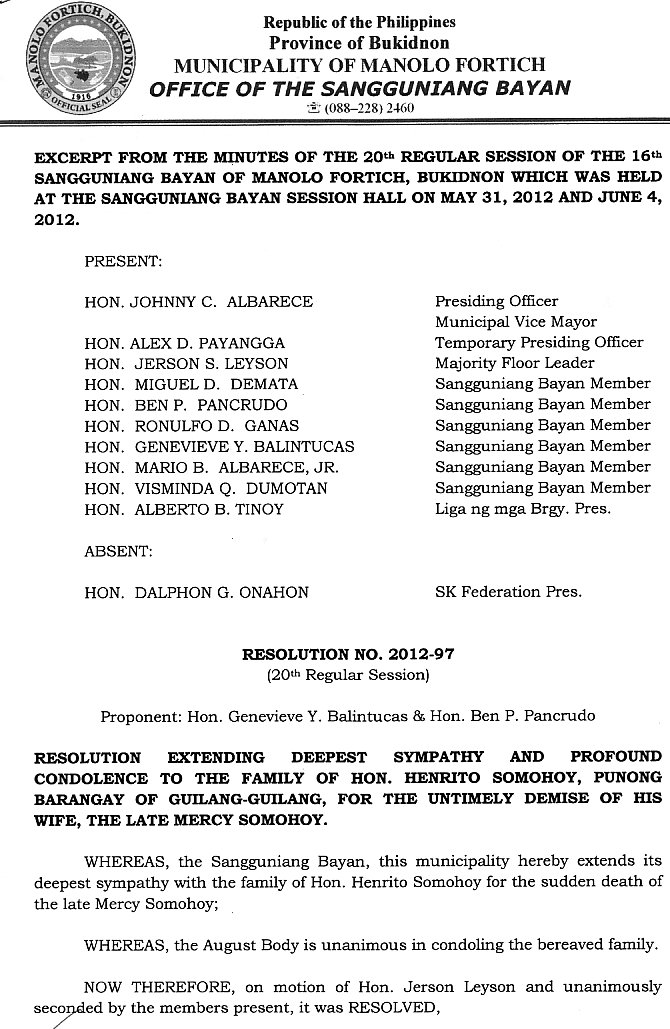 MANOLO FORTICH, BUKIDNON
1916
OFFICIAL SEAL
Republic of the Philippines
Province of Bukidnon
MUNICIPALITY OF MANOLO FORTICH
OFFICE OF THE SANGGUNIANG BAYAN
☏ (088–228) 2460
EXCERPT FROM THE MINUTES OF THE 20th REGULAR SESSION OF THE 16th
SANGGUNIANG BAYAN OF MANOLO FORTICH, BUKIDNON WHICH WAS HELD
AT THE SANGGUNIANG BAYAN SESSION HALL ON MAY 31, 2012 AND JUNE 4,
2012.
PRESENT:
HON. JOHNNY C. ALBARECE Presiding Officer
Municipal Vice Mayor
HON. ALEX D. PAYANGGA Temporary Presiding Officer
HON. JERSON S. LEYSON Majority Floor Leader
HON. MIGUEL D. DEMATA Sangguniang Bayan Member
HON. BEN P. PANCRUDO Sangguniang Bayan Member
HON. RONULFO D. GANAS Sangguniang Bayan Member
HON. GENEVIEVE Y. BALINTUCAS Sangguniang Bayan Member
HON. MARIO B. ALBARECE, JR. Sangguniang Bayan Member
HON. VISMINDA Q. DUMOTAN Sangguniang Bayan Member
HON. ALBERTO B. TINOY Liga ng mga Brgy. Pres.
ABSENT:
HON. DALPHON G. ONAHON SK Federation Pres.
RESOLUTION NO. 2012-97
(20th Regular Session)
Proponent: Hon. Genevieve Y. Balintucas & Hon. Ben P. Pancrudo
RESOLUTION EXTENDING DEEPEST SYMPATHY AND PROFOUND
CONDOLENCE TO THE FAMILY OF HON. HENRITO SOMOHOY, PUNONG
BARANGAY OF GUILANG-GUILANG, FOR THE UNTIMELY DEMISE OF HIS
WIFE, THE LATE MERCY SOMOHOY.
WHEREAS, the Sangguniang Bayan, this municipality hereby extends its
deepest sympathy with the family of Hon. Henrito Somohoy for the sudden death of
the late Mercy Somohoy;
WHEREAS, the August Body is unanimous in condoling the bereaved family.
NOW THEREFORE, on motion of Hon. Jerson Leyson and unanimously
seconded by the members present, it was RESOLVED,